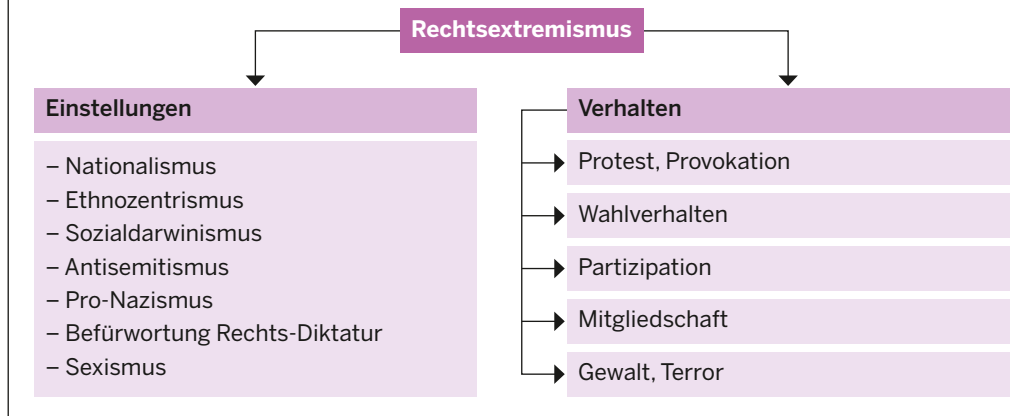 Rechtsextremismus
Einstellungen
– Nationalismus
– Ethnozentrismus
– Sozialdarwinismus
– Antisemitismus
– Pro-Nazismus
– Befürwortung Rechts-Diktatur
– Sexismus
Verhalten
Protest, Provokation
Wahlverhalten
Partizipation
Mitgliedschaft
Gewalt, Terror